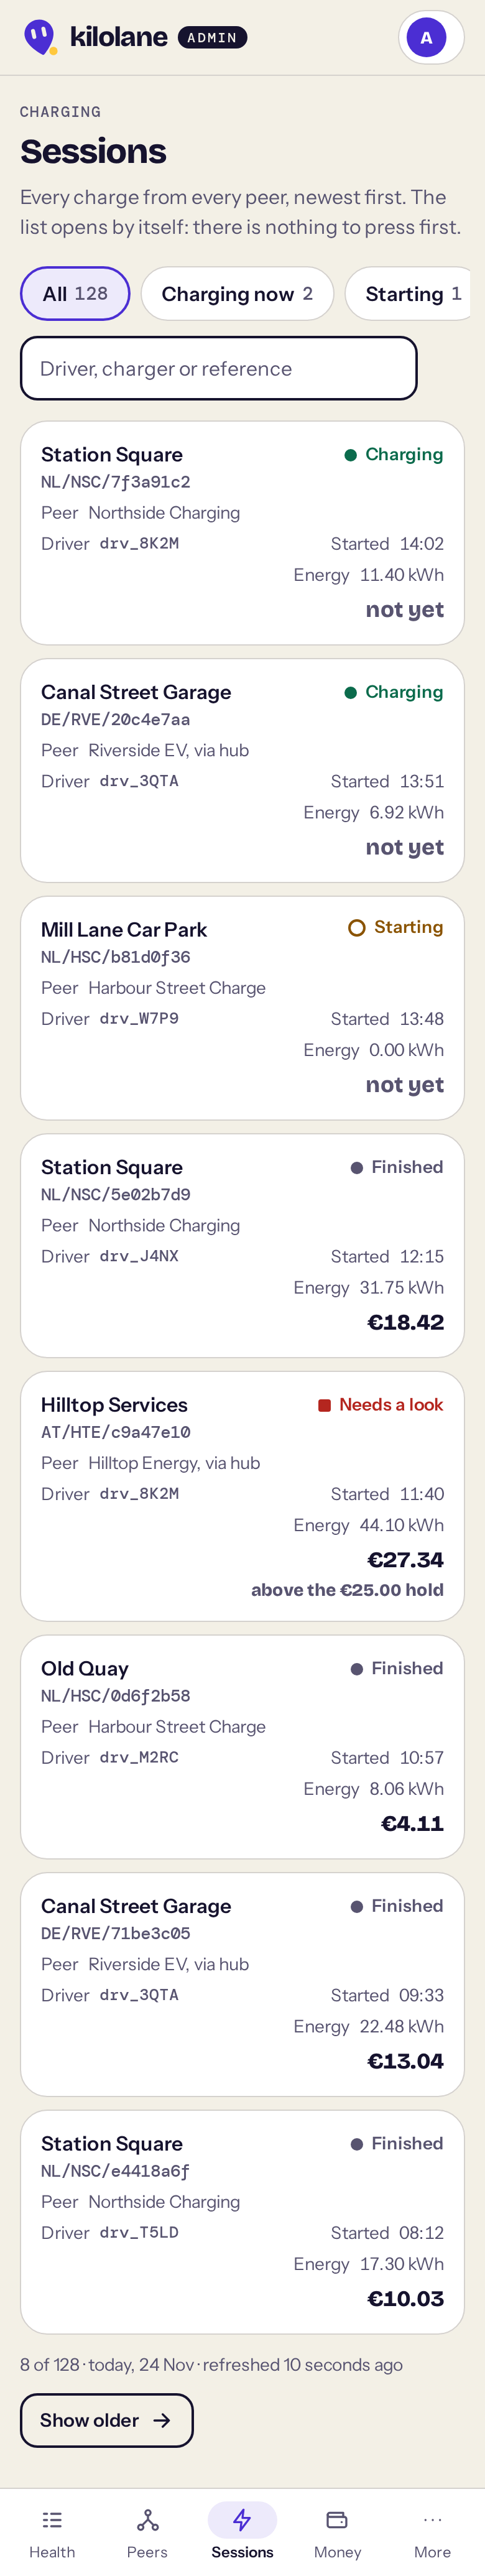 kilolane ADMIN A
CHARGING
Sessions
Every charge from every peer, newest first. The
list opens by itself: there is nothing to press first.
All 128 Charging now 2 Starting 1
Driver, charger or reference
Station Square Charging
NL/NSC/7f3a91c2
Peer Northside Charging
Driver drv_8K2M Started 14:02
Energy 11.40 kWh
not yet
Canal Street Garage Charging
DE/RVE/20c4e7aa
Peer Riverside EV, via hub
Driver drv_3QTA Started 13:51
Energy 6.92 kWh
not yet
Mill Lane Car Park Starting
NL/HSC/b81d0f36
Peer Harbour Street Charge
Driver drv_W7P9 Started 13:48
Energy 0.00 kWh
not yet
Station Square Finished
NL/NSC/5e02b7d9
Peer Northside Charging
Driver drv_J4NX Started 12:15
Energy 31.75 kWh
€18.42
Hilltop Services Needs a look
AT/HTE/c9a47e10
Peer Hilltop Energy, via hub
Driver drv_8K2M Started 11:40
Energy 44.10 kWh
€27.34
above the €25.00 hold
Old Quay Finished
NL/HSC/0d6f2b58
Peer Harbour Street Charge
Driver drv_M2RC Started 10:57
Energy 8.06 kWh
€4.11
Canal Street Garage Finished
DE/RVE/71be3c05
Peer Riverside EV, via hub
Driver drv_3QTA Started 09:33
Energy 22.48 kWh
€13.04
Station Square Finished
NL/NSC/e4418a6f
Peer Northside Charging
Driver drv_T5LD Started 08:12
Energy 17.30 kWh
€10.03
8 of 128 · today, 24 Nov · refreshed 10 seconds ago
Show older →
Health Peers Sessions Money More